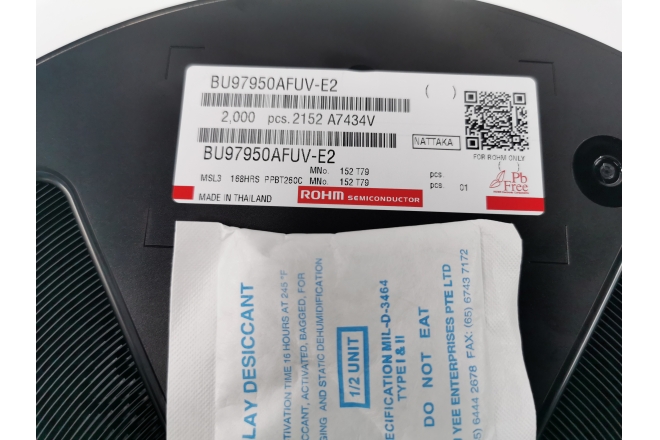 BU97950AFUV-E2 ( )
2,000 pcs. 2152 A7434V
NATTAKA
BU97950AFUV-E2
FOR ROHM ONLY
MNo. 152 T79 pcs.
MSL3 168HRS PPBT260C MNo. 152 T79 pcs. 01
Pb
Free
MADE IN THAILAND
ROHM SEMICONDUCTOR
LAY DESICCANT
TIVATION TIME 16 HOURS AT 245 °F
CCANT, ACTIVATED, BAGGED, FOR
GING AND STATIC DEHUMIDIFICATION
1/2 UNIT
ECIFICATION MIL-D-3464
TYPE I & II
DO NOT EAT
YEE ENTERPRISES PTE LTD
65) 6444 2678 FAX: (65) 6743 7172